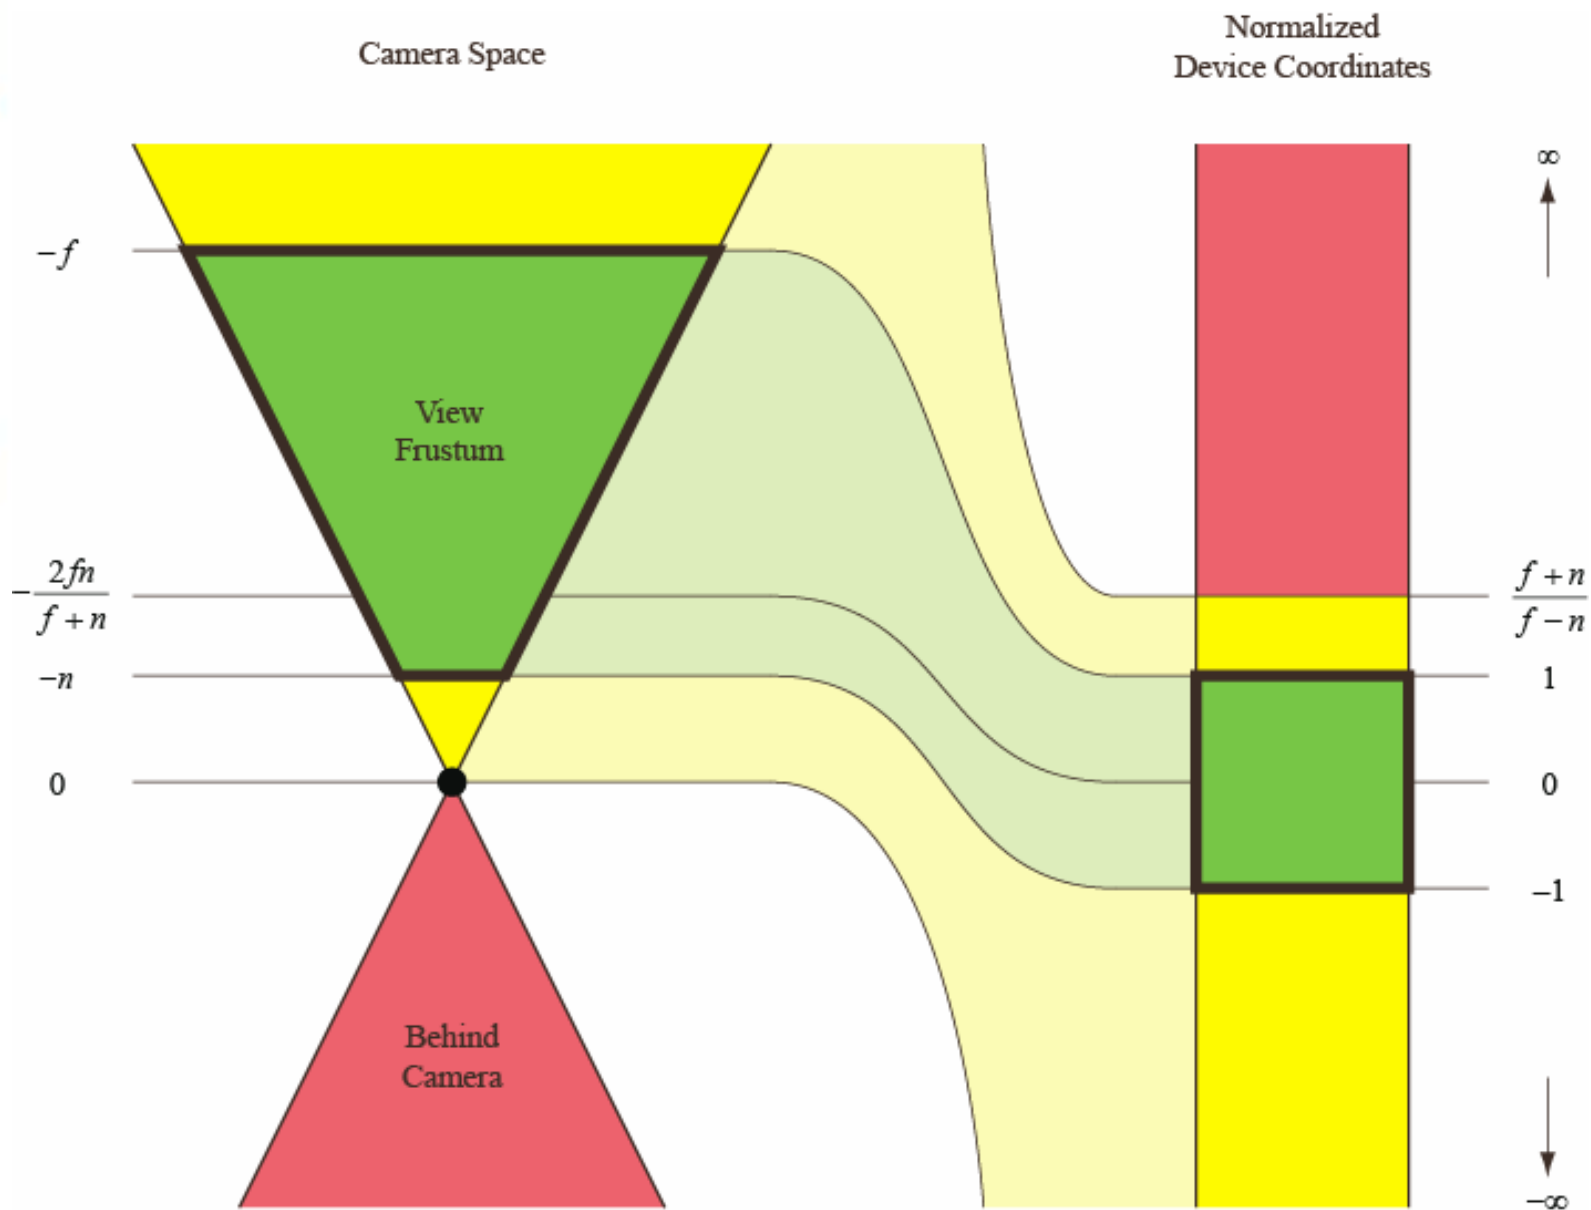 Camera Space
Normalized
Device Coordinates
∞
−f
View
Frustum
−2fn/(f+n)
(f+n)/(f−n)
−n
1
0
0
−1
Behind
Camera
−∞